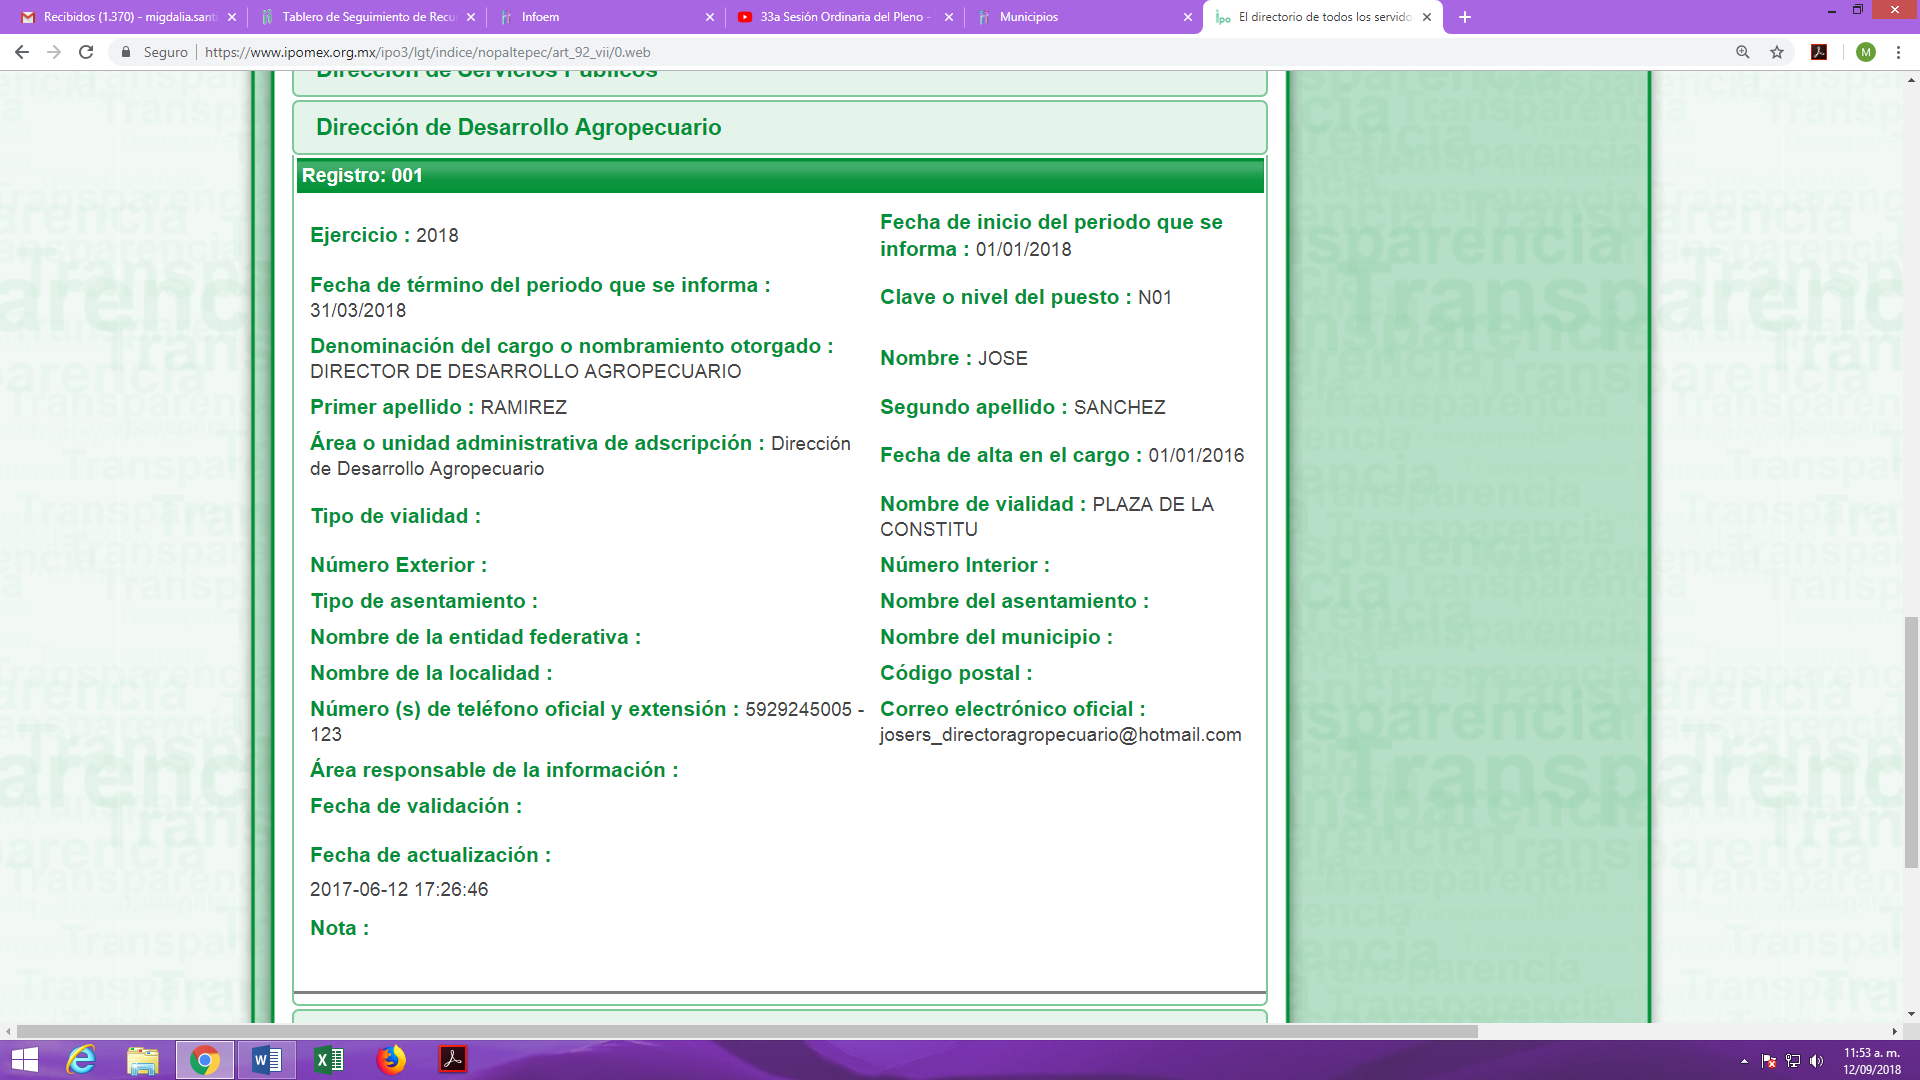 Recibidos (1.370) - migdalia.santi
Tablero de Seguimiento de Recu
Infoem
33a Sesión Ordinaria del Pleno -
Municipios
El directorio de todos los servido
Seguro
https://www.ipomex.org.mx/ipo3/lgt/indice/nopaltepec/art_92_vii/0.web
M
Dirección de Servicios Públicos
Dirección de Desarrollo Agropecuario
Registro: 001
Ejercicio : 2018
Fecha de inicio del periodo que se
informa : 01/01/2018
Fecha de término del periodo que se informa :
31/03/2018
Clave o nivel del puesto : N01
Denominación del cargo o nombramiento otorgado :
DIRECTOR DE DESARROLLO AGROPECUARIO
Nombre : JOSE
Primer apellido : RAMIREZ
Segundo apellido : SANCHEZ
Área o unidad administrativa de adscripción : Dirección
de Desarrollo Agropecuario
Fecha de alta en el cargo : 01/01/2016
Tipo de vialidad :
Nombre de vialidad : PLAZA DE LA
CONSTITU
Número Exterior :
Número Interior :
Tipo de asentamiento :
Nombre del asentamiento :
Nombre de la entidad federativa :
Nombre del municipio :
Nombre de la localidad :
Código postal :
Número (s) de teléfono oficial y extensión : 5929245005 -
123
Correo electrónico oficial :
josers_directoragropecuario@hotmail.com
Área responsable de la información :
Fecha de validación :
Fecha de actualización :
2017-06-12 17:26:46
Nota :
11:53 a. m.
12/09/2018